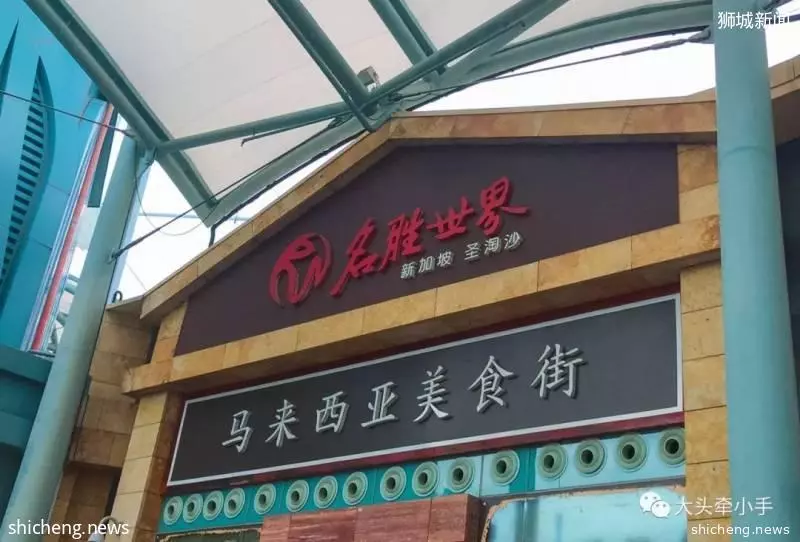 狮城新闻
名胜世界
新加坡 圣淘沙
马来西亚美食街
大头牵小手
shicheng.news
shicheng.news